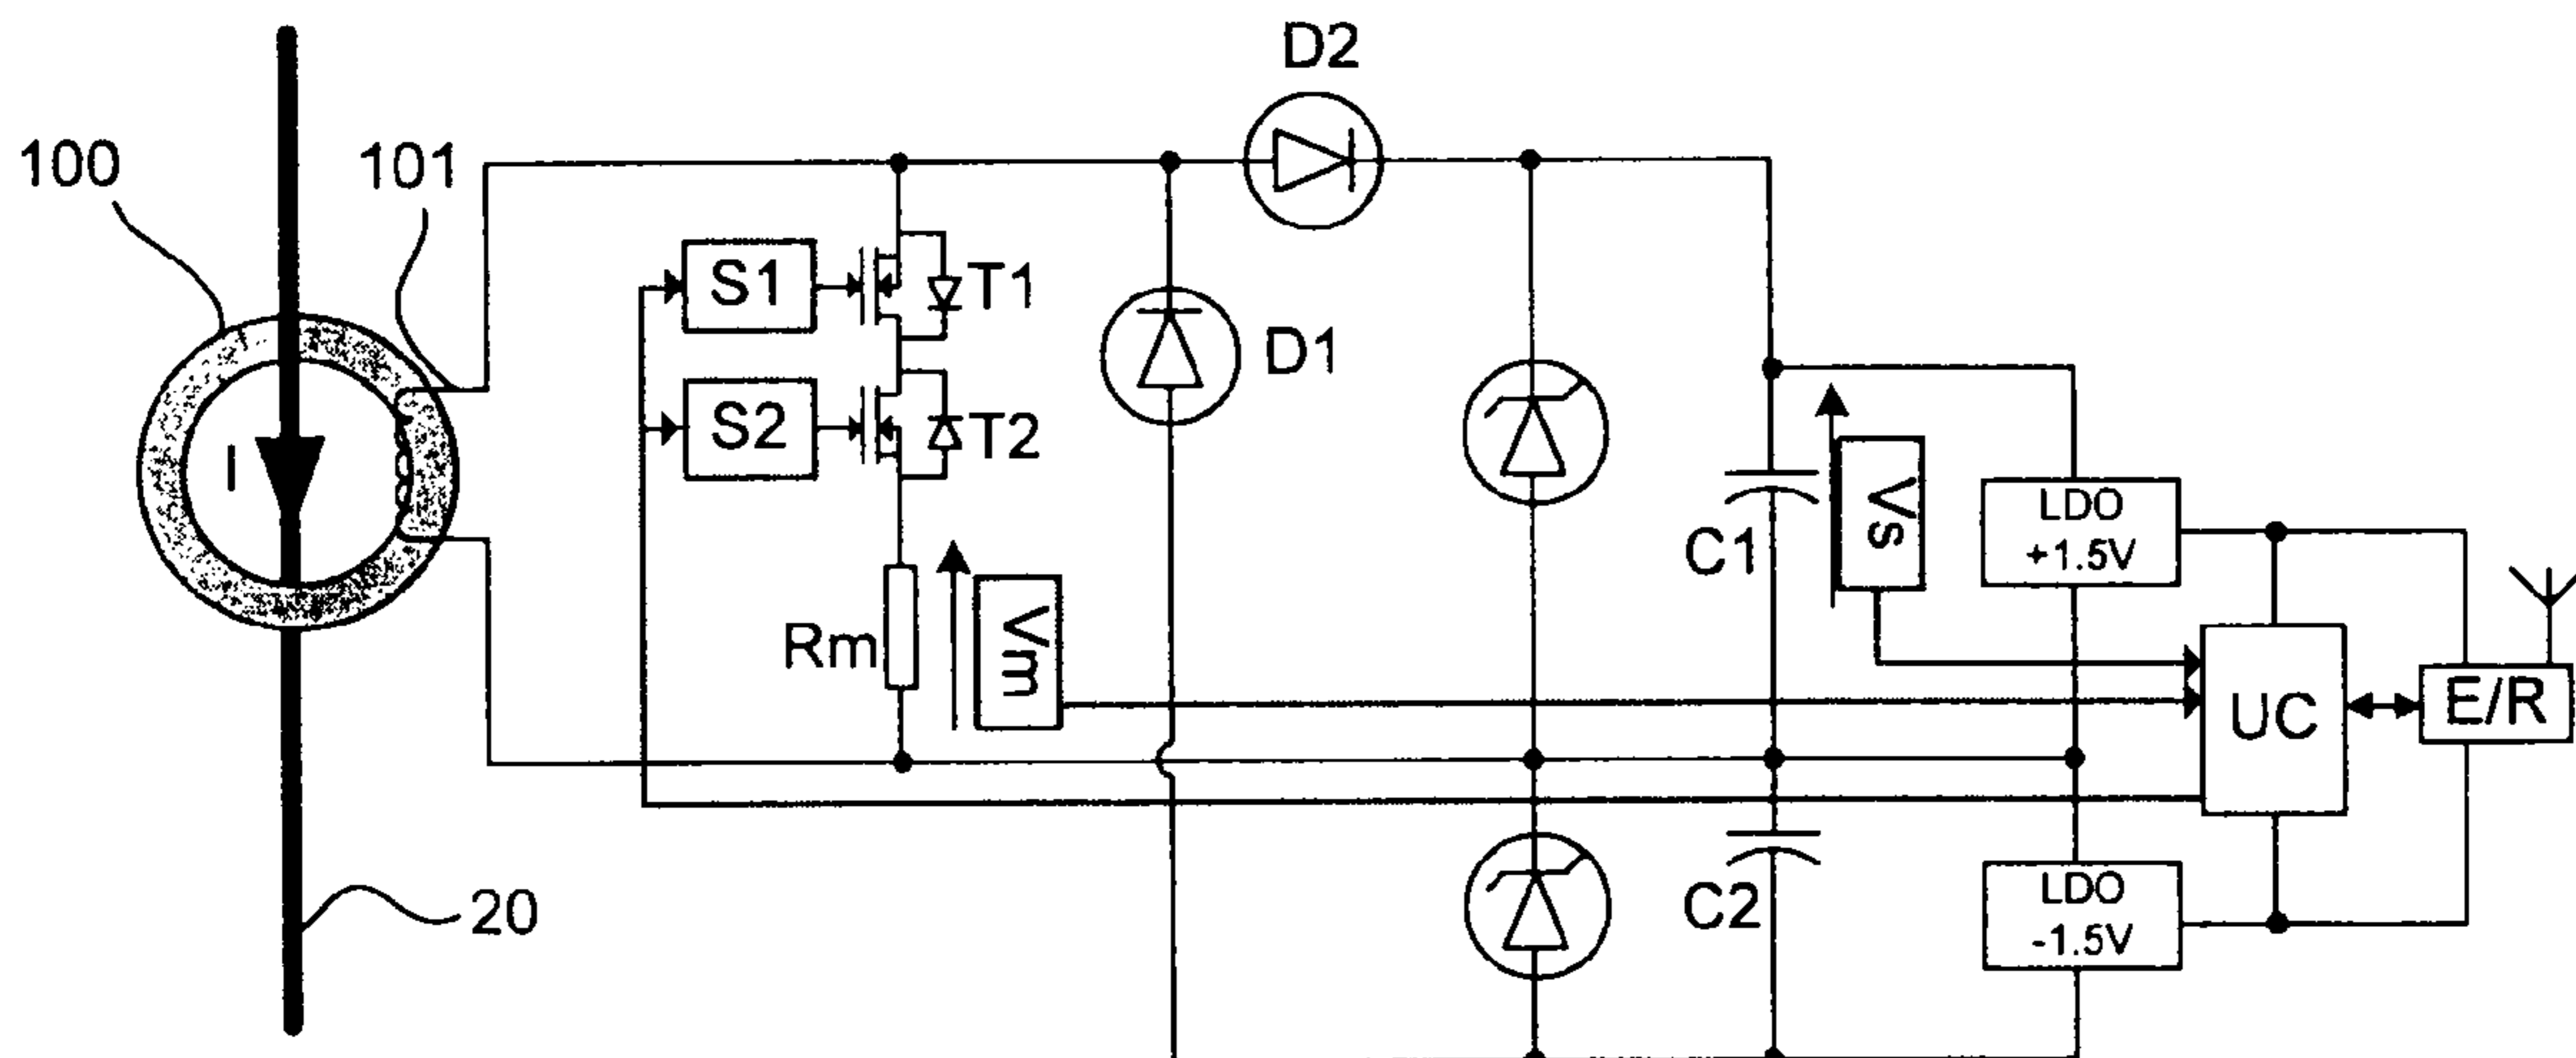 D2
100
101
S1
T1
D1
I
S2
T2
Vs
LDO
+1.5V
C1
Rm
Vm
UC
E/R
C2
LDO
-1.5V
20